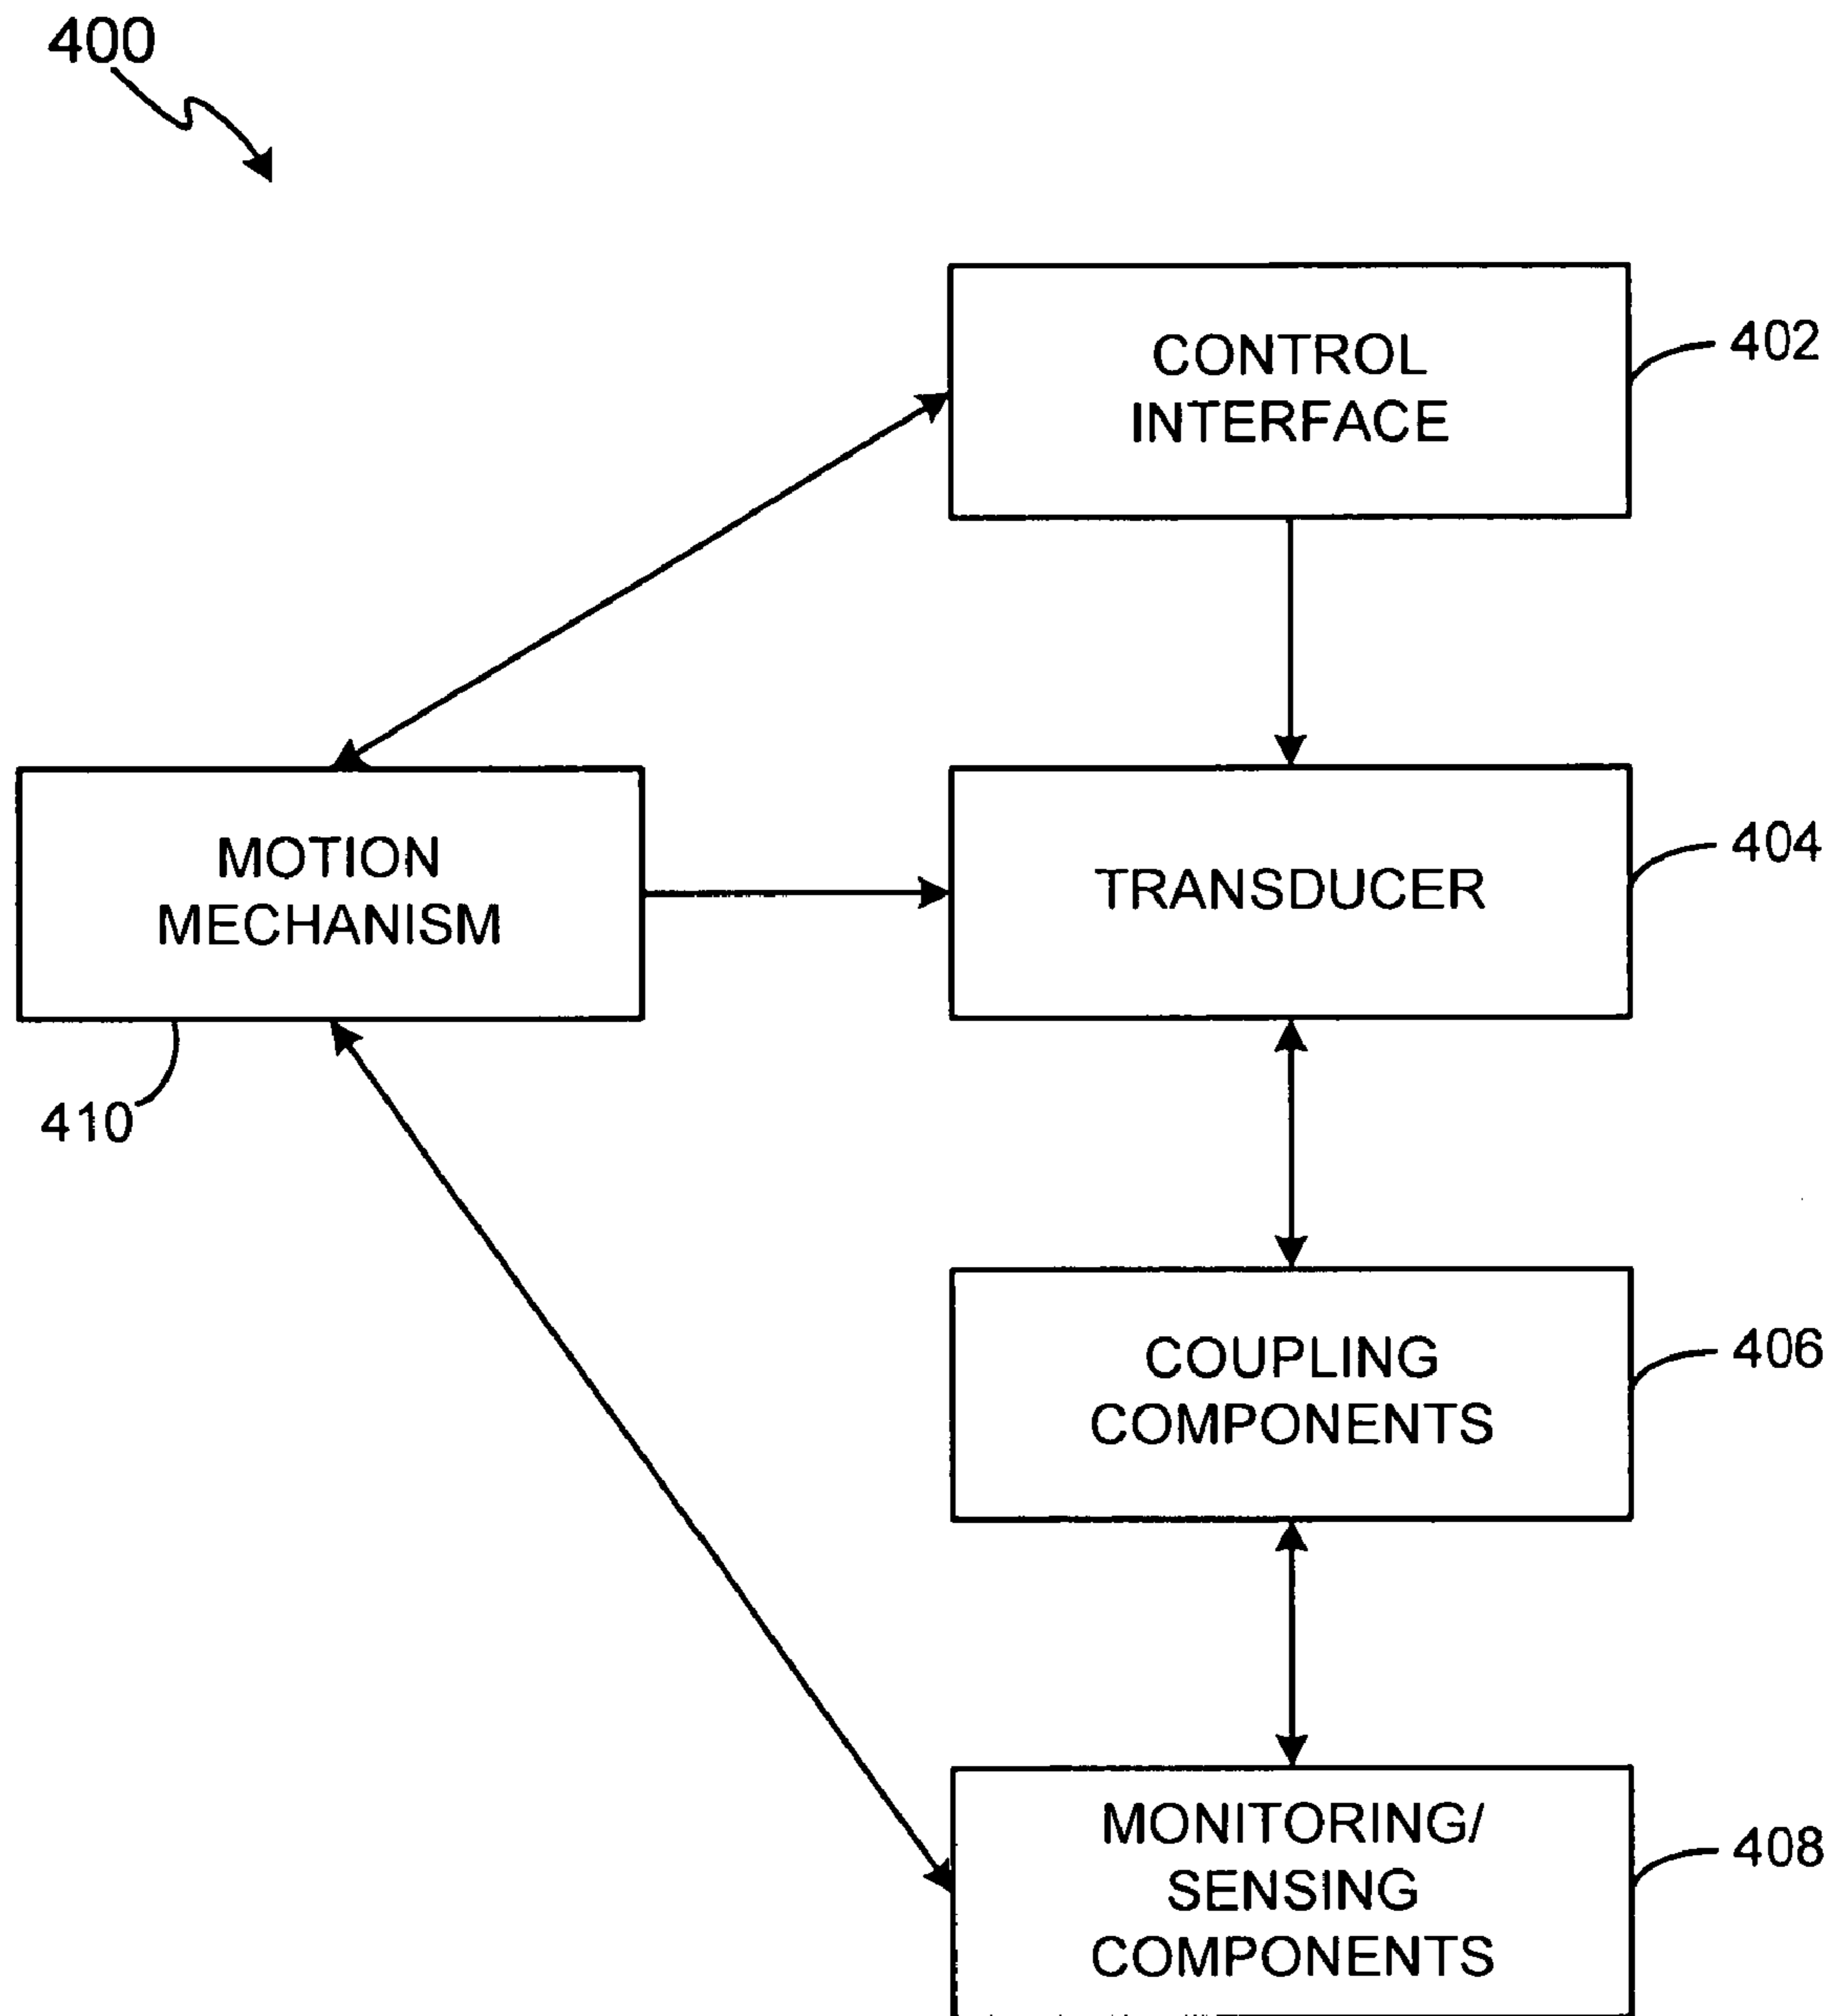 400
CONTROL
INTERFACE
402
MOTION
MECHANISM
410
TRANSDUCER
404
COUPLING
COMPONENTS
406
MONITORING/
SENSING
COMPONENTS
408